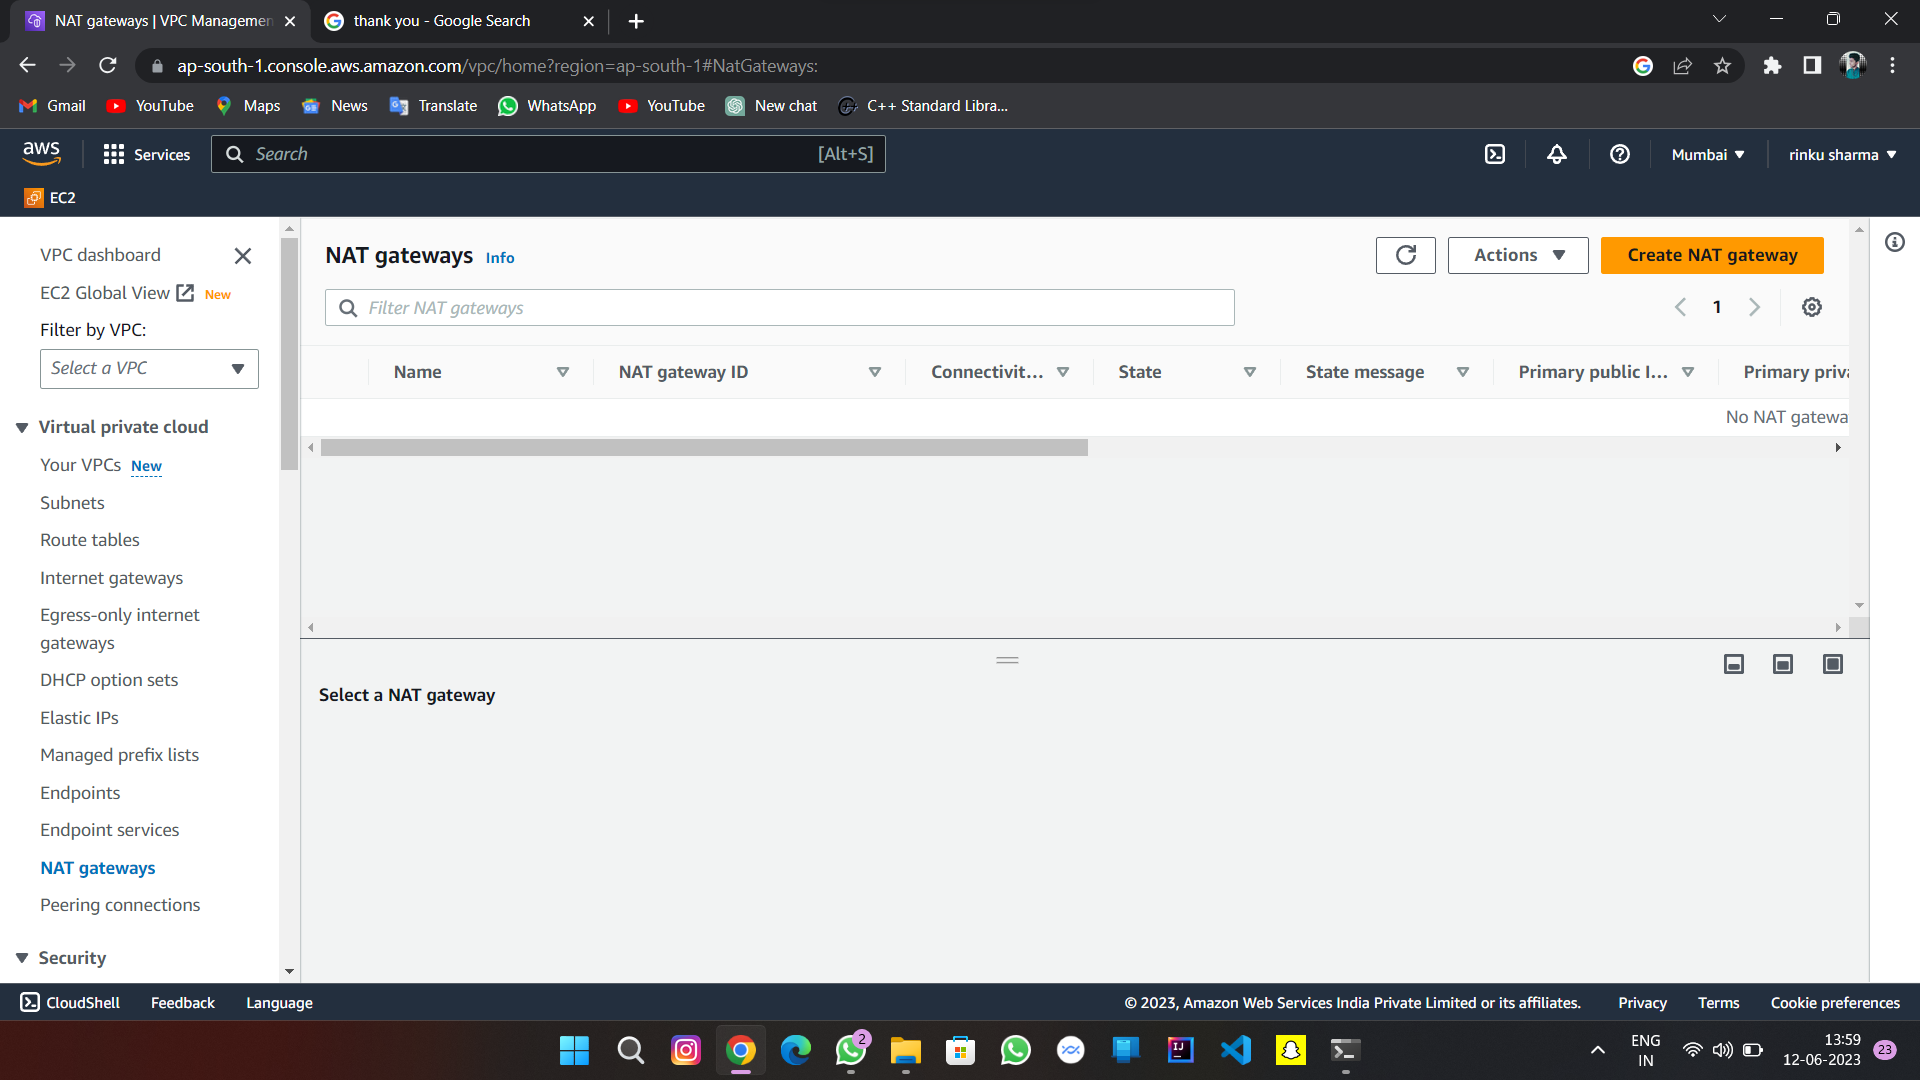 NAT gateways | VPC Managemen
thank you - Google Search
ap-south-1.console.aws.amazon.com/vpc/home?region=ap-south-1#NatGateways:
Gmail YouTube Maps News Translate WhatsApp YouTube New chat C++ Standard Libra...
aws Services Search [Alt+S] Mumbai rinku sharma
EC2
VPC dashboard
EC2 Global View New
Filter by VPC:
Select a VPC
Virtual private cloud
Your VPCs New
Subnets
Route tables
Internet gateways
Egress-only internet
gateways
DHCP option sets
Elastic IPs
Managed prefix lists
Endpoints
Endpoint services
NAT gateways
Peering connections
Security
NAT gateways Info
Actions Create NAT gateway
Filter NAT gateways
1
Name NAT gateway ID Connectivit... State State message Primary public I... Primary priva
No NAT gatewa
Select a NAT gateway
CloudShell Feedback Language © 2023, Amazon Web Services India Private Limited or its affiliates. Privacy Terms Cookie preferences
2
IJ
ENG
IN
13:59
12-06-2023
23